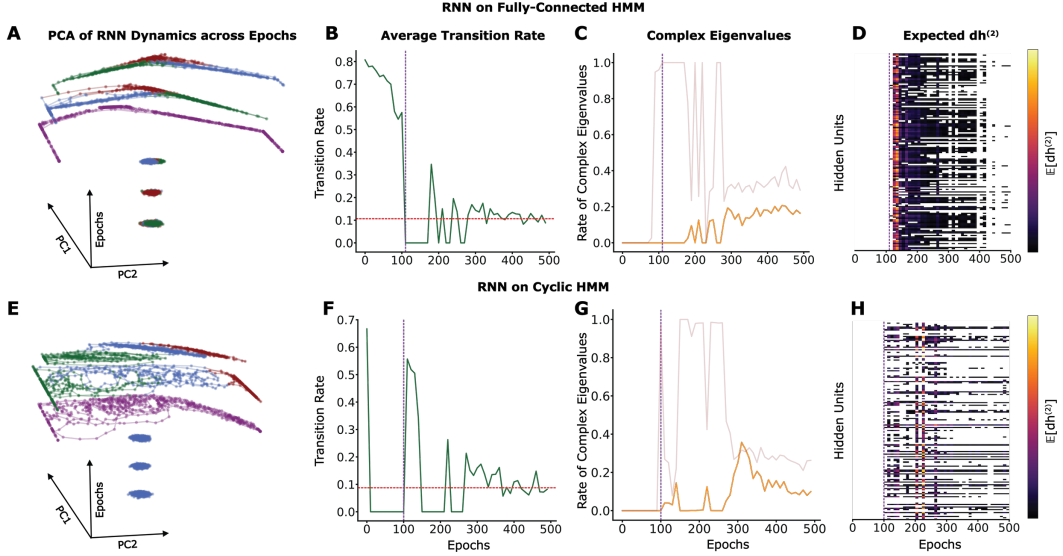 RNN on Fully-Connected HMM
A PCA of RNN Dynamics across Epochs
Epochs
PC1
PC2
B Average Transition Rate
Transition Rate
0.8
0.7
0.6
0.5
0.4
0.3
0.2
0.1
0.0
0 100 200 300 400 500
C Complex Eigenvalues
Rate of Complex Eigenvalues
1.0
0.8
0.6
0.4
0.2
0.0
0 100 200 300 400 500
D Expected dh⁽²⁾
Hidden Units
0 100 200 300 400 500
𝔼[dh⁽²⁾]
RNN on Cyclic HMM
E
Epochs
PC1
PC2
F
Transition Rate
0.7
0.6
0.5
0.4
0.3
0.2
0.1
0.0
0 100 200 300 400 500
Epochs
G
Rate of Complex Eigenvalues
1.0
0.8
0.6
0.4
0.2
0.0
0 100 200 300 400 500
Epochs
H
Hidden Units
0 100 200 300 400 500
Epochs
𝔼[dh⁽²⁾]